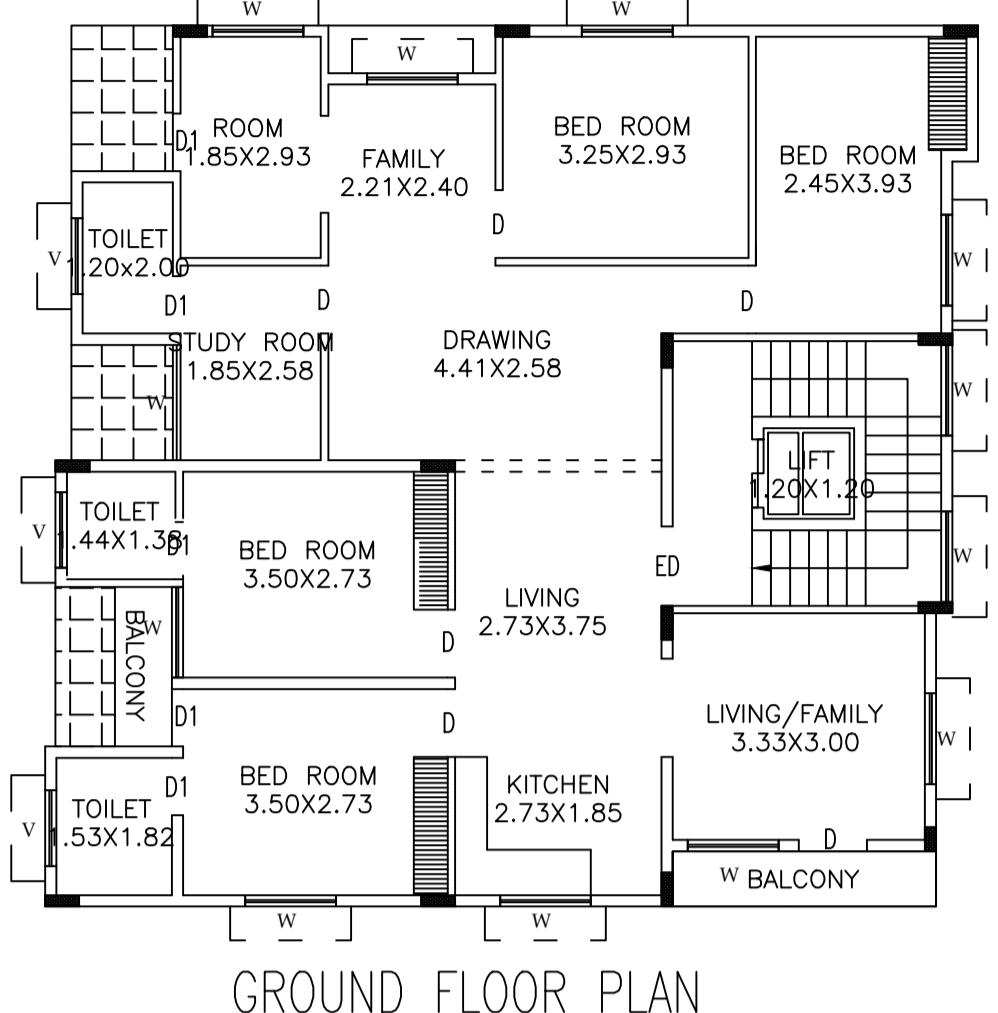 W
W
W
D1
ROOM
1.85X2.93
FAMILY
2.21X2.40
BED ROOM
3.25X2.93
BED ROOM
2.45X3.93
D
V
TOILET
1.20x2.00
W
D1
D
D
STUDY ROOM
1.85X2.58
DRAWING
4.41X2.58
W
W
LIFT
1.20X1.20
V
TOILET
1.44X1.38
D1
BED ROOM
3.50X2.73
ED
W
LIVING
2.73X3.75
W
BALCONY
D
D1
D
LIVING/FAMILY
3.33X3.00
W
D1
BED ROOM
3.50X2.73
KITCHEN
2.73X1.85
V
TOILET
1.53X1.82
D
W
BALCONY
W
W
GROUND FLOOR PLAN